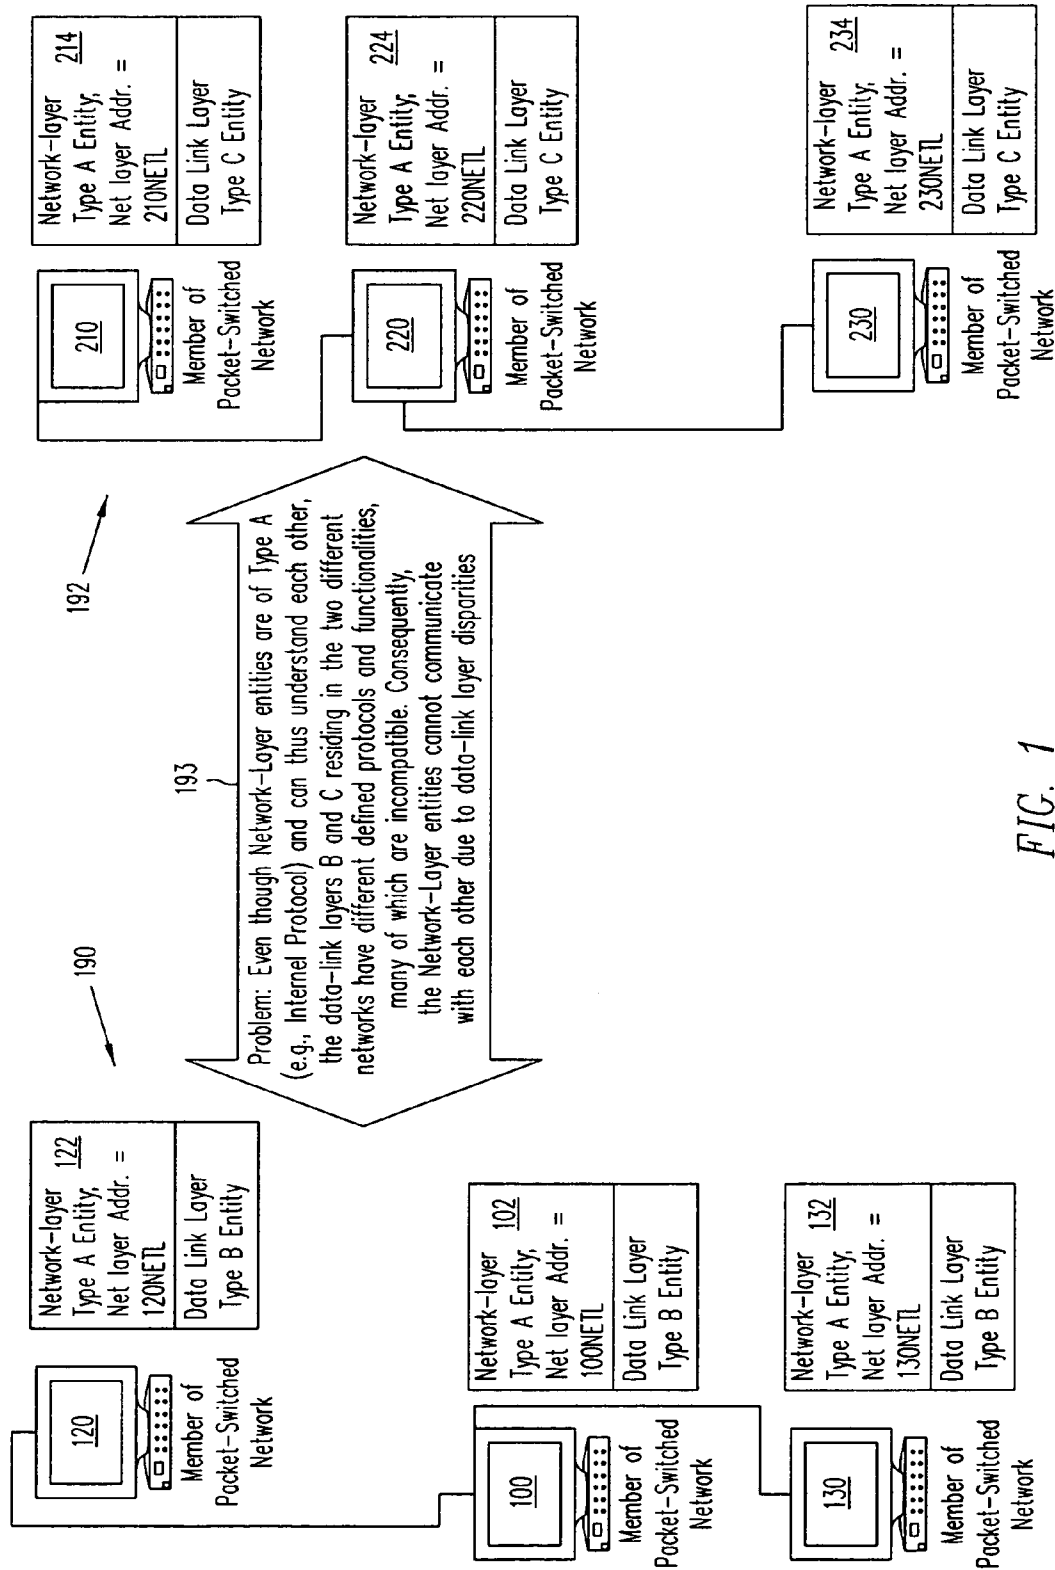 120
Member of
Packet-Switched
Network
Network-layer
Type A Entity, 122
Net layer Addr. =
120NETL
Data Link Layer
Type B Entity
190
100
Member of
Packet-Switched
Network
Network-layer
Type A Entity, 102
Net layer Addr. =
100NETL
Data Link Layer
Type B Entity
130
Member of
Packet-Switched
Network
Network-layer
Type A Entity, 132
Net layer Addr. =
130NETL
Data Link Layer
Type B Entity
193
Problem: Even though Network-Layer entities are of Type A
(e.g., Internet Protocol) and can thus understand each other,
the data-link layers B and C residing in the two different
networks have different defined protocols and functionalities,
many of which are incompatible. Consequently,
the Network-Layer entities cannot communicate
with each other due to data-link layer disparities
192
210
Member of
Packet-Switched
Network
Network-layer
Type A Entity, 214
Net layer Addr. =
210NETL
Data Link Layer
Type C Entity
220
Member of
Packet-Switched
Network
Network-layer
Type A Entity, 224
Net layer Addr. =
220NETL
Data Link Layer
Type C Entity
230
Member of
Packet-Switched
Network
Network-layer
Type A Entity, 234
Net layer Addr. =
230NETL
Data Link Layer
Type C Entity
FIG. 1